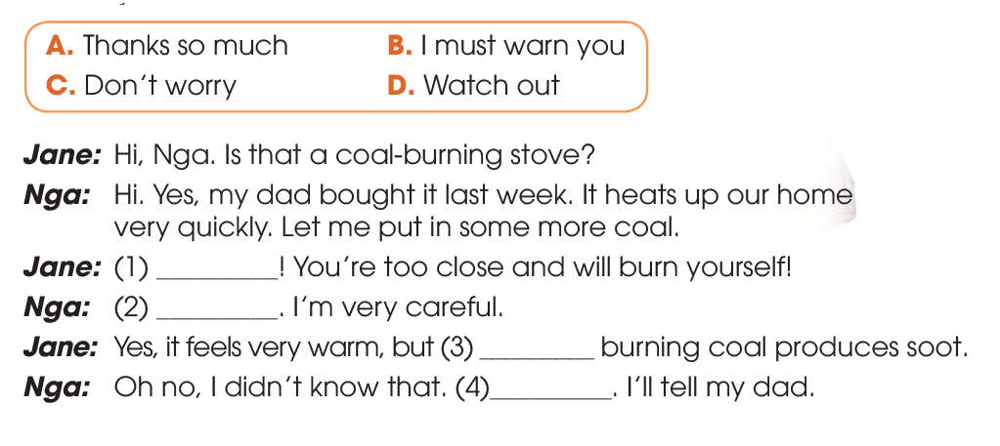 A. Thanks so much B. I must warn you
C. Don't worry D. Watch out
Jane: Hi, Nga. Is that a coal-burning stove?
Nga: Hi. Yes, my dad bought it last week. It heats up our home
very quickly. Let me put in some more coal.
Jane: (1) __________! You're too close and will burn yourself!
Nga: (2) __________. I'm very careful.
Jane: Yes, it feels very warm, but (3) _________ burning coal produces soot.
Nga: Oh no, I didn't know that. (4)__________. I'll tell my dad.